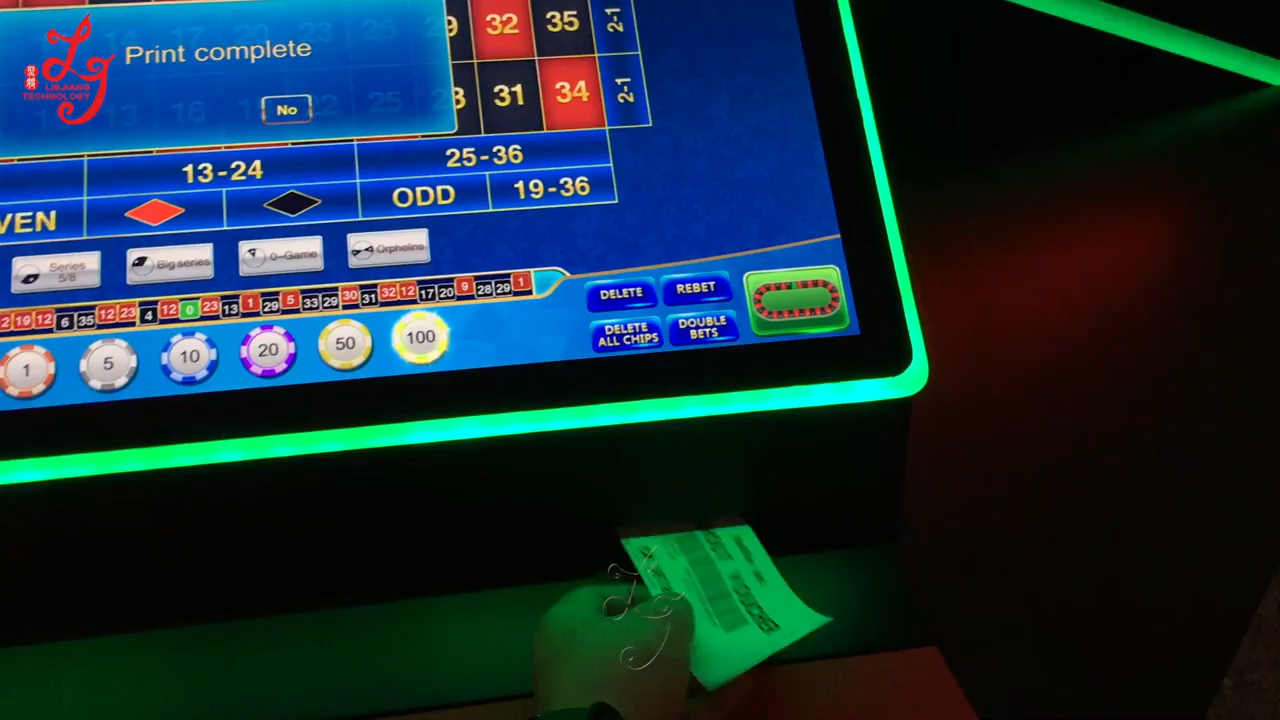 Print complete
No
聚鑫
LIEJIANG
TECHNOLOGY
32 35 2-1
31 34 2-1
13-24 25-36
VEN ODD 19-36
Series
5/8
Big series
0-Game
Orphelins
19 12 6 35 12 23 4 12 0 23 13 1 29 5 33 29 30 31 32 12 17 20 9 28 29 1
1 5 10 20 50 100
DELETE REBET
DELETE
ALL CHIPS
DOUBLE
BETS